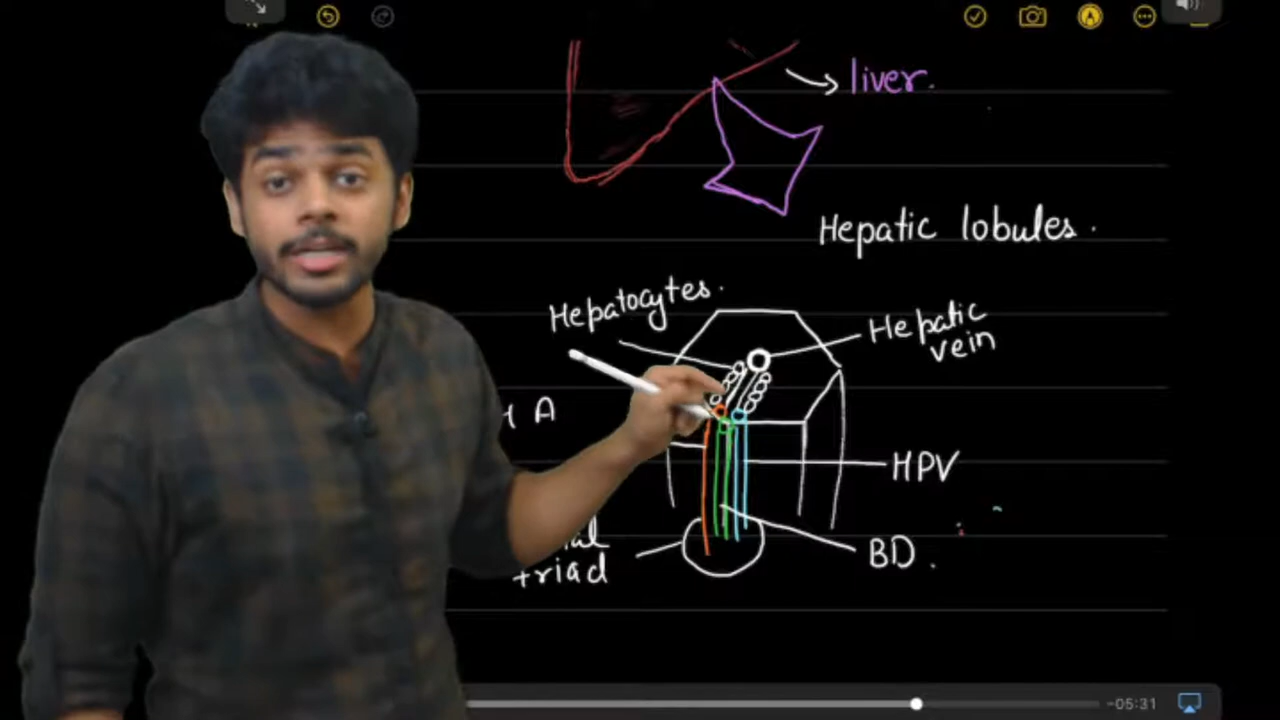 liver.
Hepatic lobules.
Hepatocytes.
Hepatic
vein
A
HPV
BD.
triad
-05:31